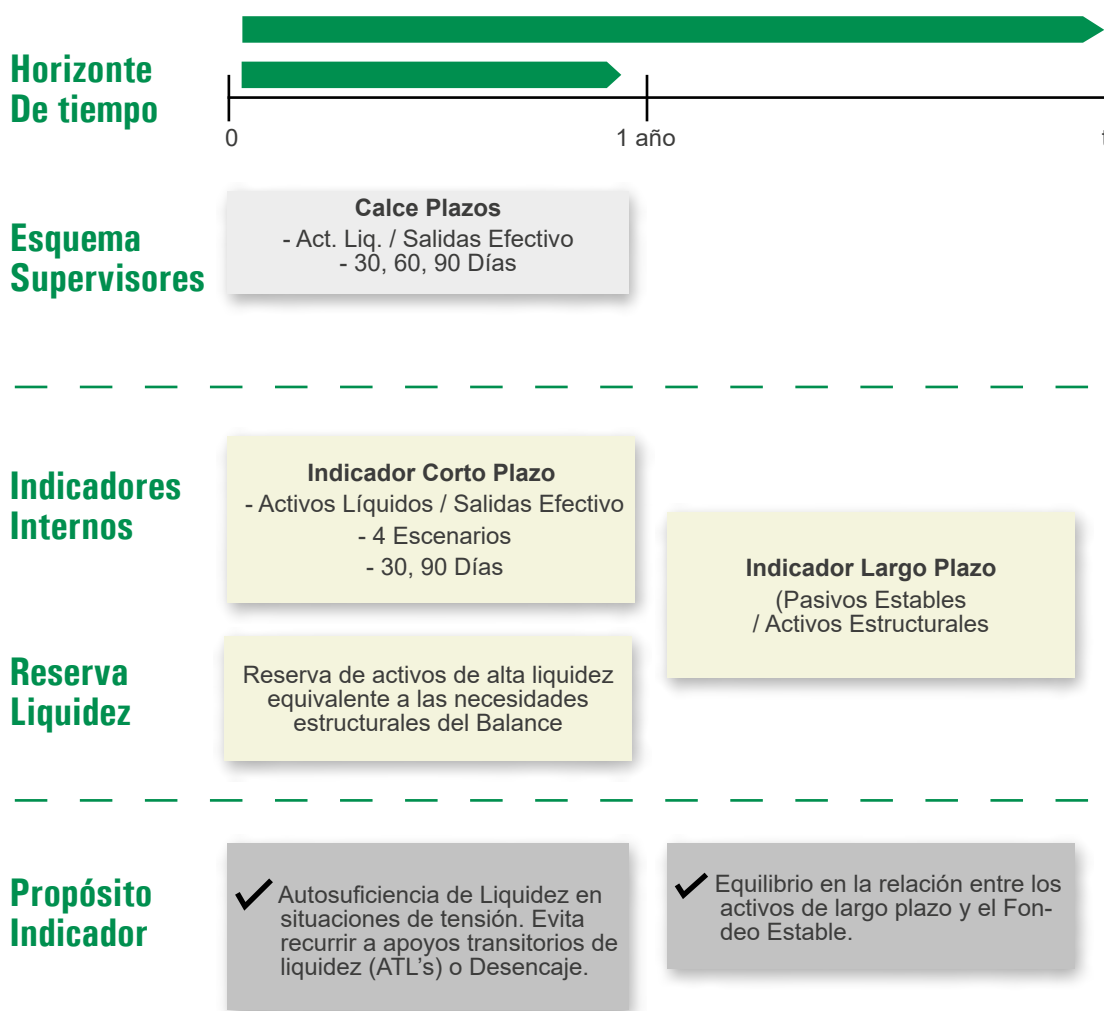 Horizonte
De tiempo
0
1 año
t
Esquema
Supervisores
Calce Plazos
- Act. Liq. / Salidas Efectivo
- 30, 60, 90 Días
Indicadores
Internos
Indicador Corto Plazo
- Activos Líquidos / Salidas Efectivo
- 4 Escenarios
- 30, 90 Días
Indicador Largo Plazo
(Pasivos Estables
/ Activos Estructurales
Reserva
Liquidez
Reserva de activos de alta liquidez
equivalente a las necesidades
estructurales del Balance
Propósito
Indicador
Autosuficiencia de Liquidez en
situaciones de tensión. Evita
recurrir a apoyos transitorios de
liquidez (ATL's) o Desencaje.
Equilibrio en la relación entre los
activos de largo plazo y el Fon-
deo Estable.